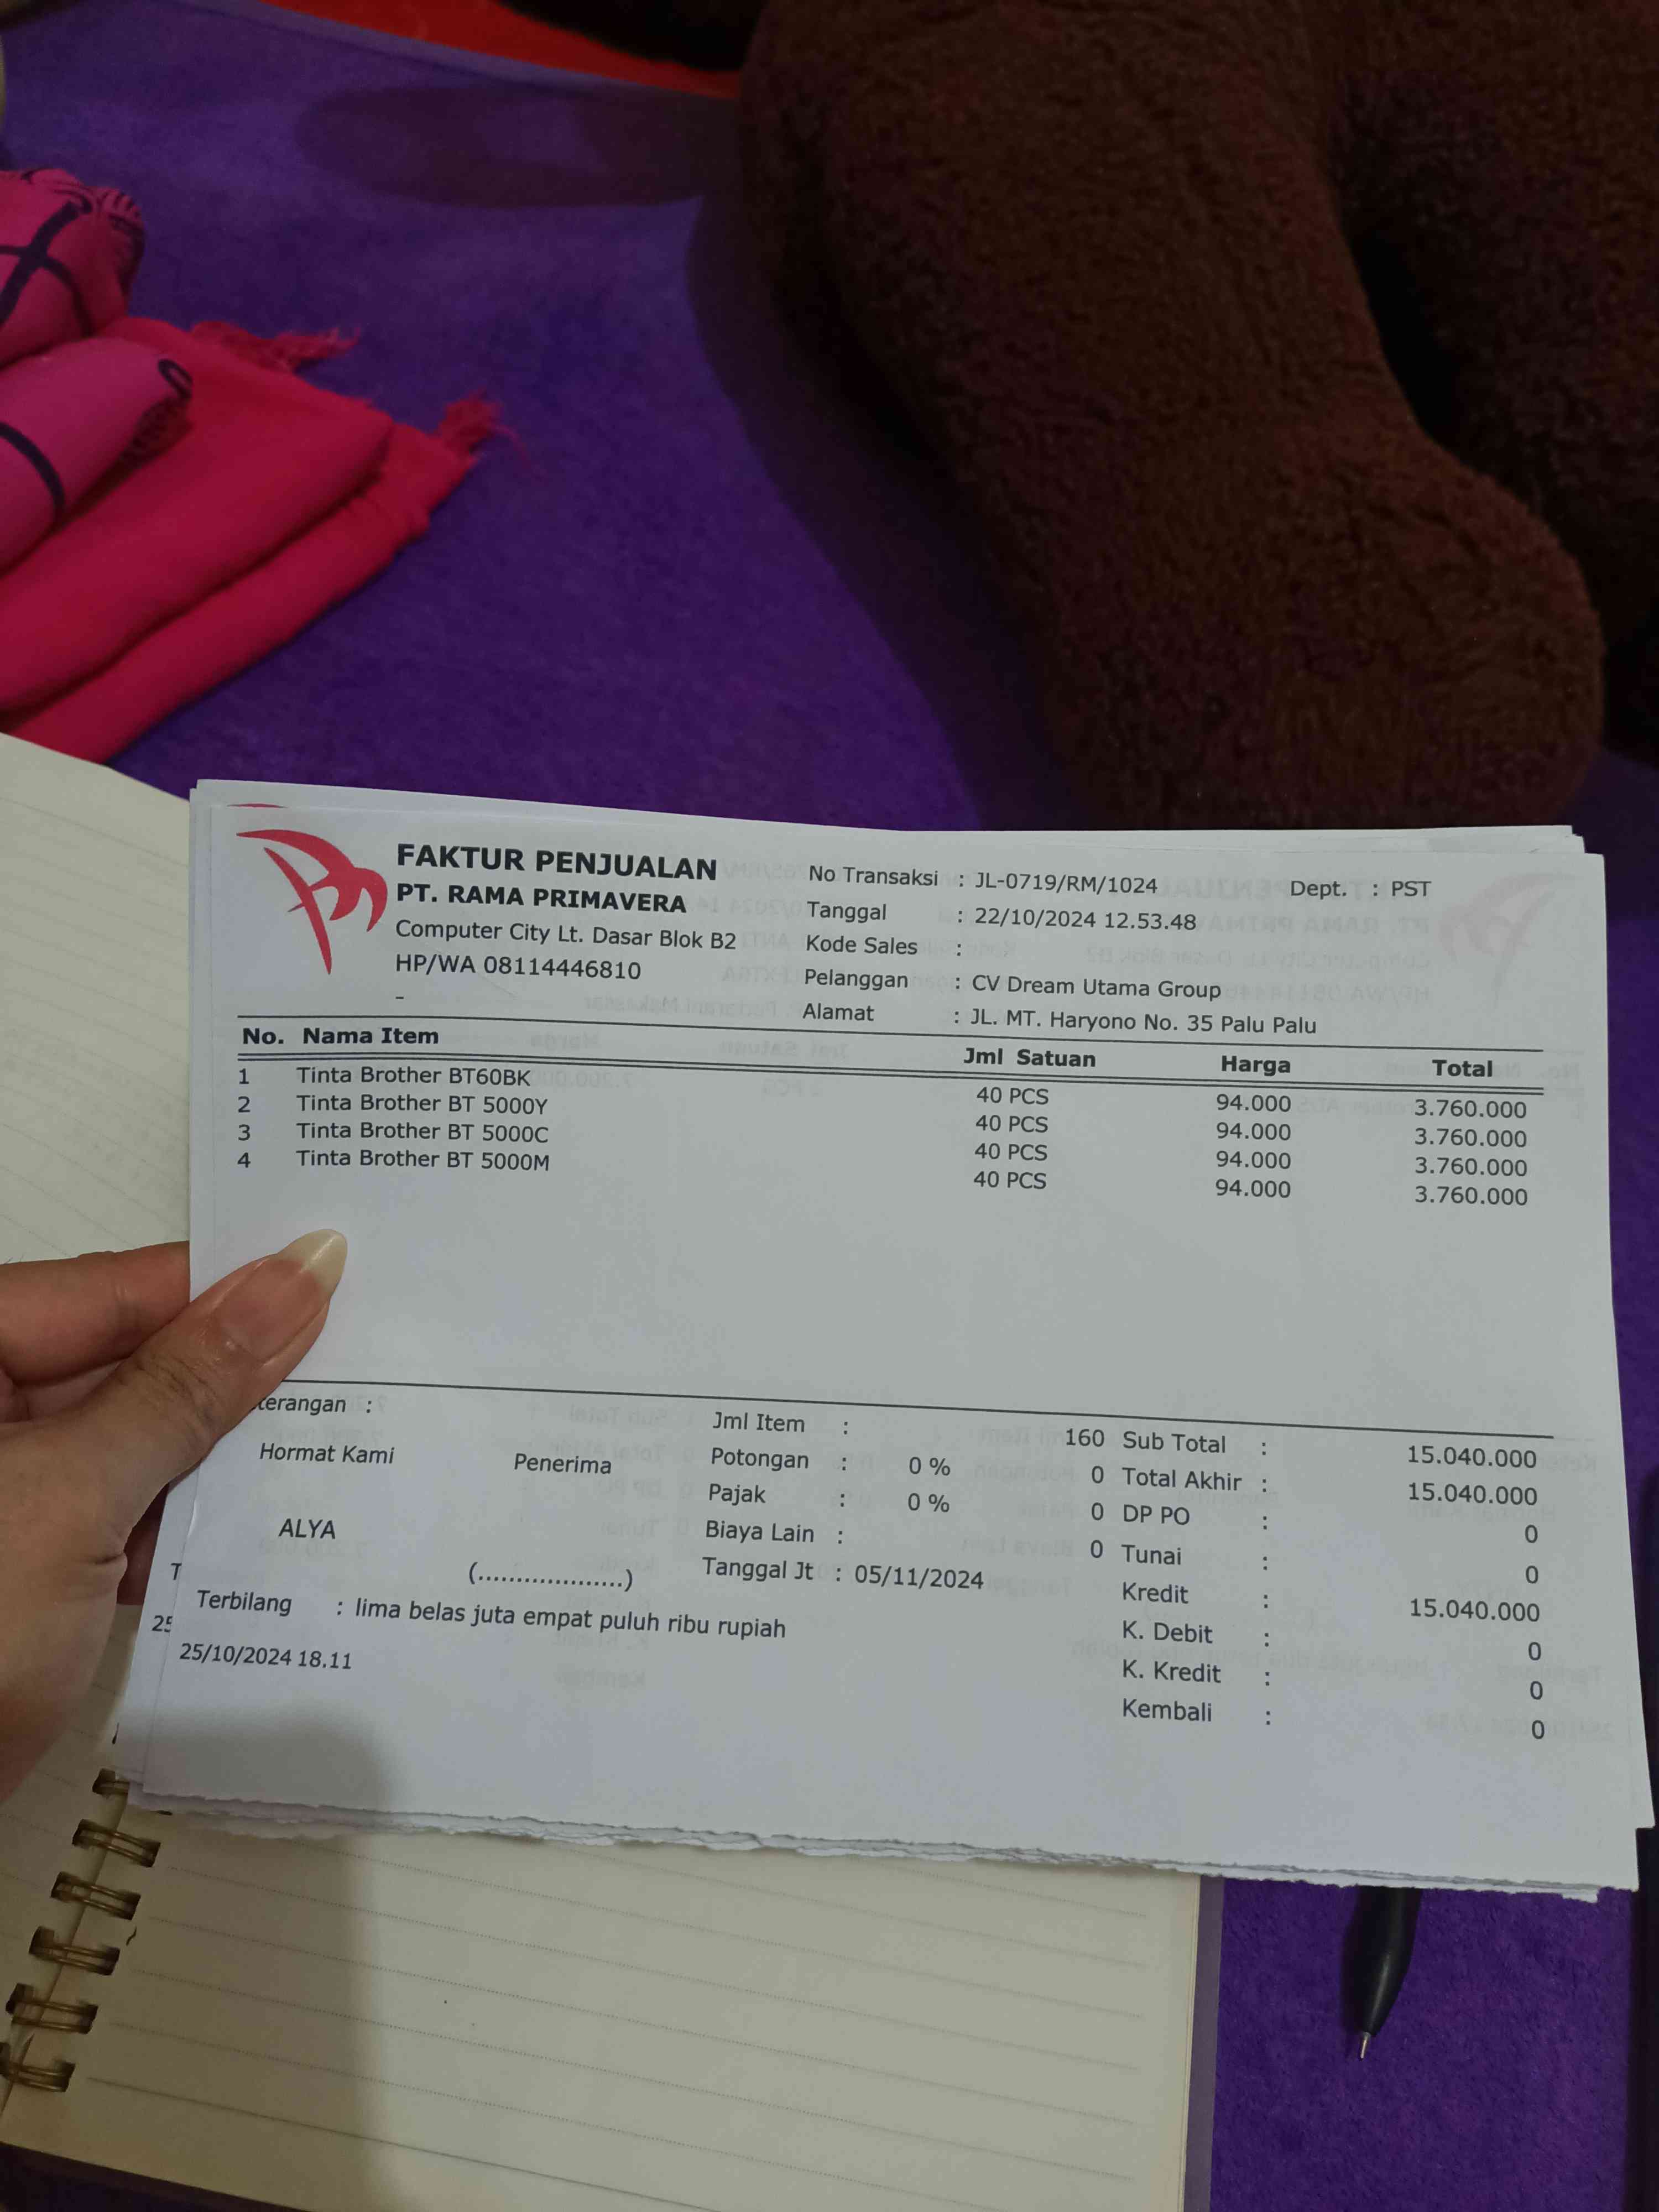 FAKTUR PENJUALAN
PT. RAMA PRIMAVERA
Computer City Lt. Dasar Blok B2
HP/WA 08114446810
-
No Transaksi : JL-0719/RM/1024 Dept. : PST
Tanggal : 22/10/2024 12.53.48
Kode Sales :
Pelanggan : CV Dream Utama Group
Alamat : JL. MT. Haryono No. 35 Palu Palu
No. Nama Item Jml Satuan Harga Total
1 Tinta Brother BT60BK 40 PCS 94.000 3.760.000
2 Tinta Brother BT 5000Y 40 PCS 94.000 3.760.000
3 Tinta Brother BT 5000C 40 PCS 94.000 3.760.000
4 Tinta Brother BT 5000M 40 PCS 94.000 3.760.000
terangan :
Hormat Kami Penerima
ALYA
(...................)
Jml Item : 160
Potongan : 0 % 0
Pajak : 0 % 0
Biaya Lain : 0
Tanggal Jt : 05/11/2024
Sub Total : 15.040.000
Total Akhir : 15.040.000
DP PO : 0
Tunai : 0
Kredit : 15.040.000
K. Debit : 0
K. Kredit : 0
Kembali : 0
T
Terbilang : lima belas juta empat puluh ribu rupiah
25
25/10/2024 18.11